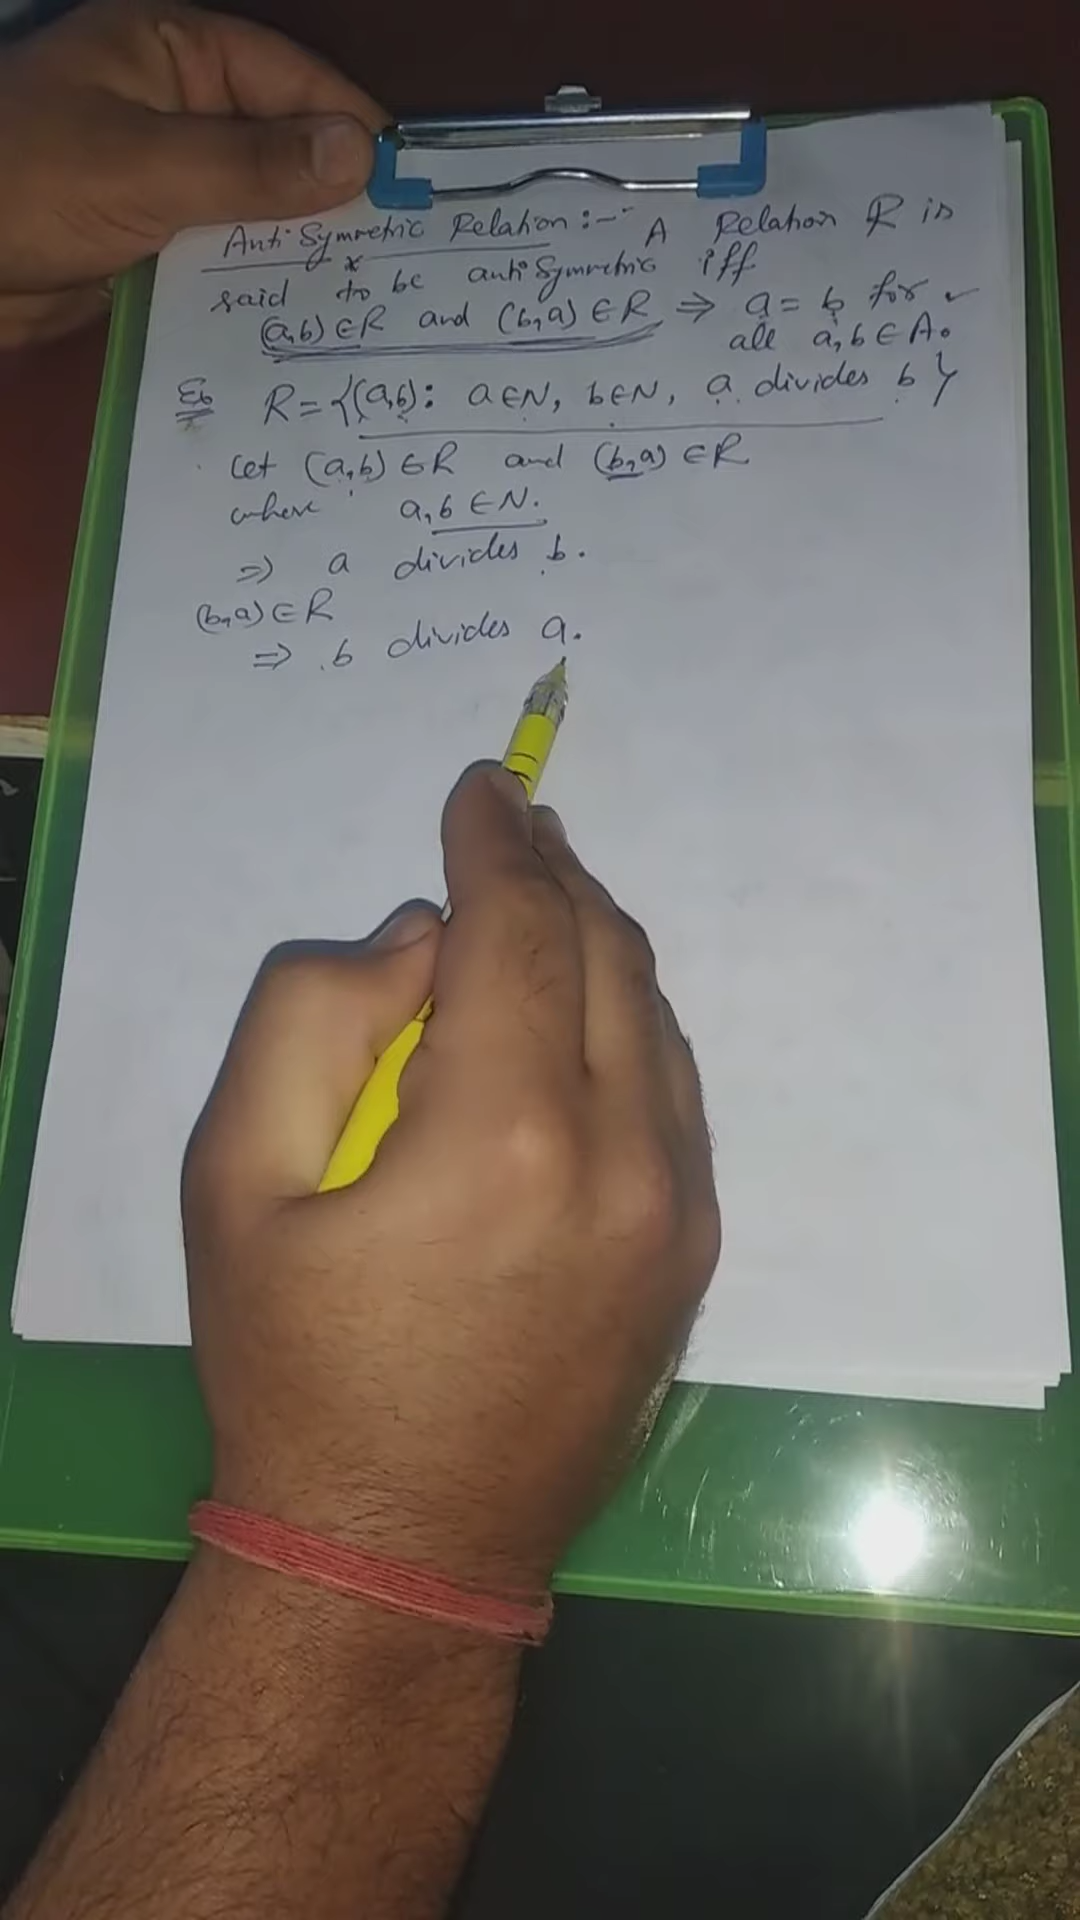 Anti Symmetric Relation :- A Relation R is
said to be anti Symmetric iff
(a,b) ∈ R and (b,a) ∈ R ⇒ a = b for
all a, b ∈ A.
R = {(a,b): a ∈ N, b ∈ N, a divides b}
Let (a,b) ∈ R and (b,a) ∈ R
where a, b ∈ N.
⇒ a divides b.
(b,a) ∈ R
⇒ b divides a.